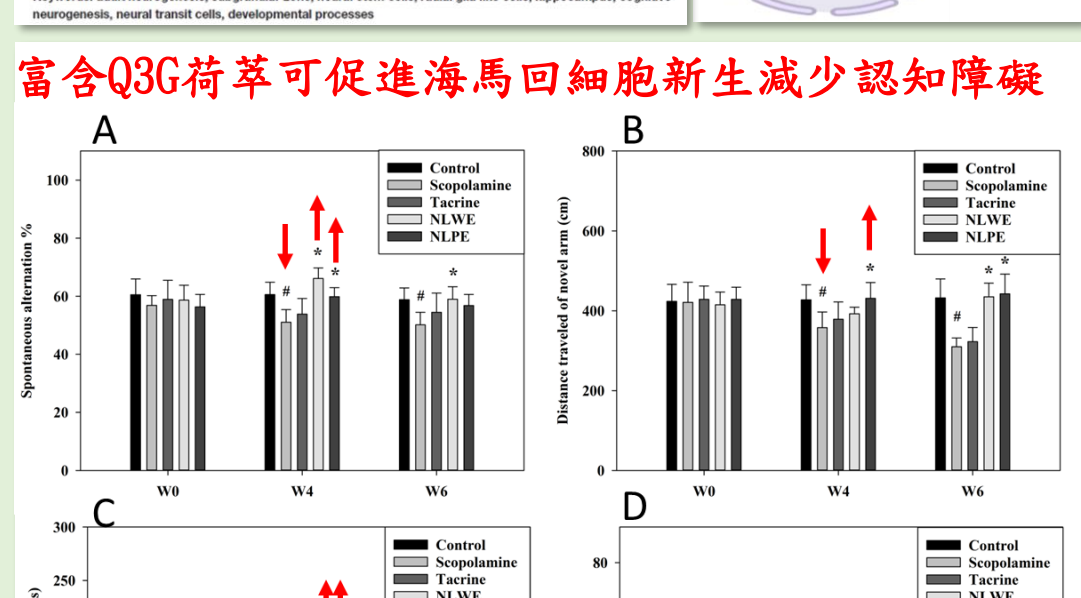 neurogenesis, neural transit cells, developmental processes
富含Q3G荷萃可促進海馬回細胞新生減少認知障礙
A
Spontaneous alternation %
100
80
60
40
20
0
Control
Scopolamine
Tacrine
NLWE
NLPE
#
*
*
#
*
W0
W4
W6
B
Distance traveled of novel arm (cm)
800
600
400
200
0
Control
Scopolamine
Tacrine
NLWE
NLPE
#
*
#
*
*
W0
W4
W6
C
300
250
Control
Scopolamine
Tacrine
NLWE
D
80
Control
Scopolamine
Tacrine
NLWE